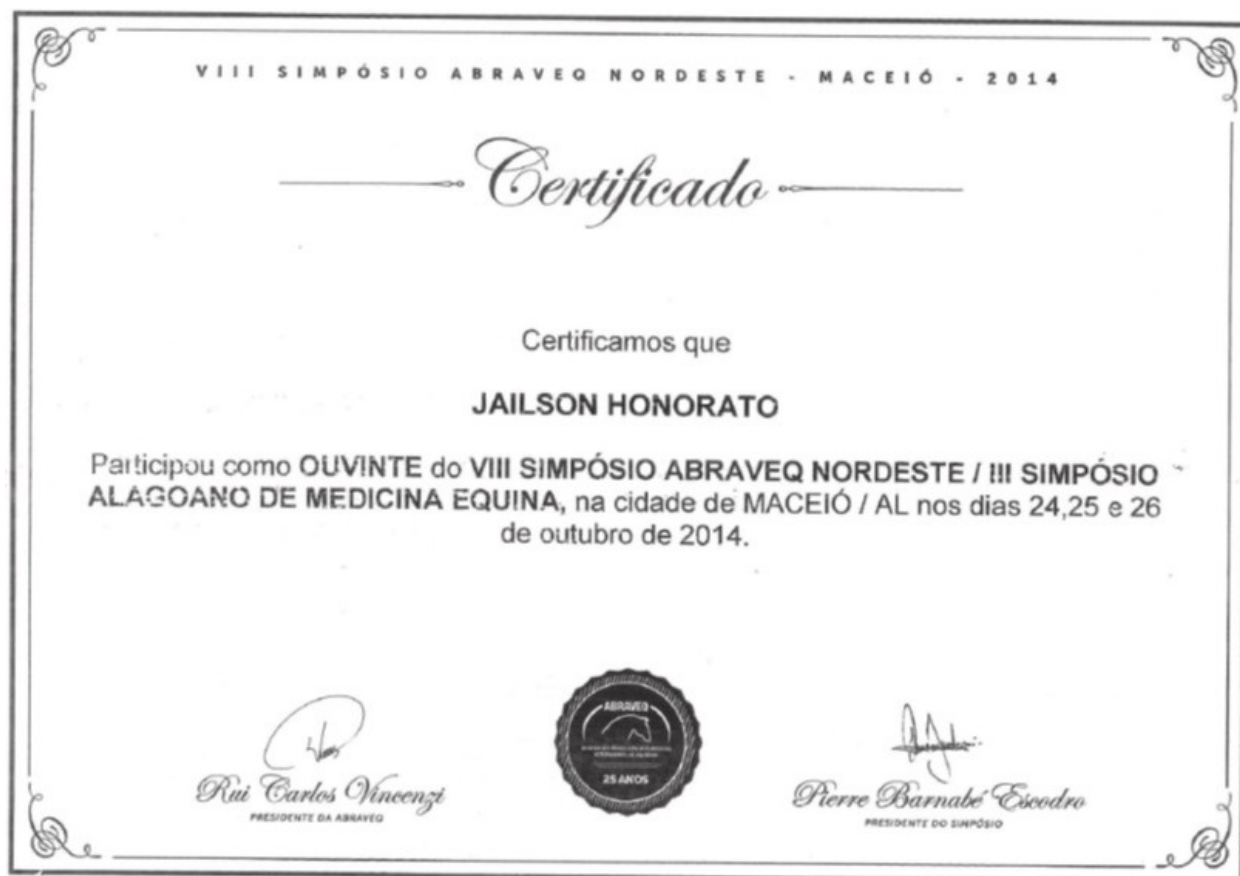 VIII SIMPÓSIO ABRAVEQ NORDESTE - MACEIÓ - 2014
Certificado
Certificamos que
JAILSON HONORATO
Participou como OUVINTE do VIII SIMPÓSIO ABRAVEQ NORDESTE / III SIMPÓSIO
ALAGOANO DE MEDICINA EQUINA, na cidade de MACEIÓ / AL nos dias 24,25 e 26
de outubro de 2014.
ABRAVEQ
25 ANOS
Rui Carlos Vincenzi
PRESIDENTE DA ABRAVEQ
Pierre Barnabé Escodro
PRESIDENTE DO SIMPÓSIO